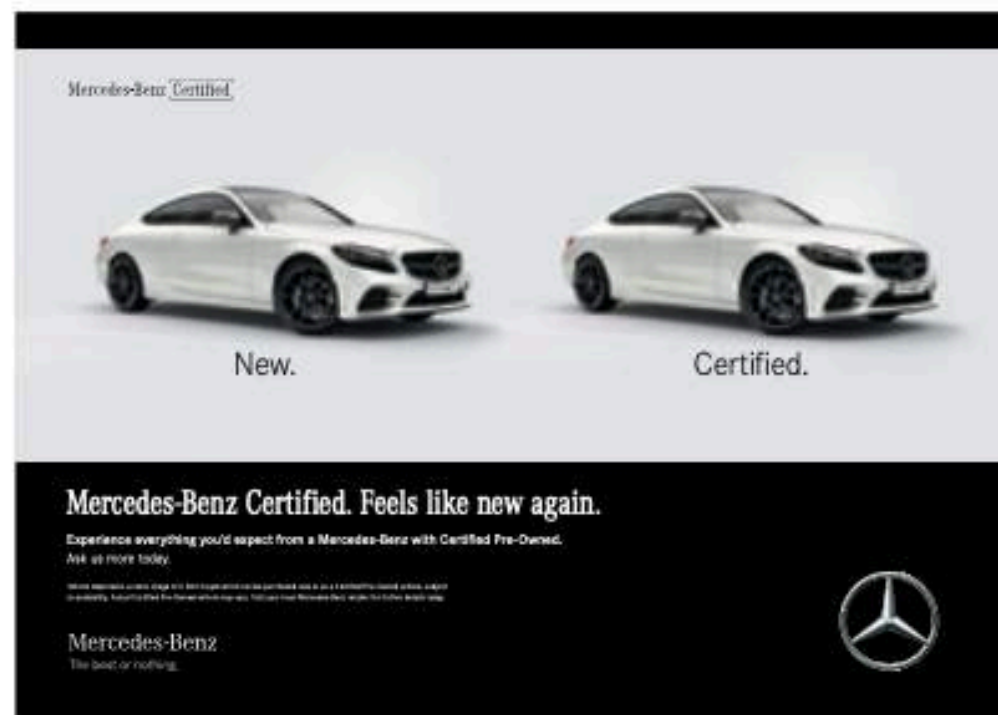 Mercedes-Benz Certified
New.
Certified.
Mercedes-Benz Certified. Feels like new again.
Experience everything you'd expect from a Mercedes-Benz with Certified Pre-Owned.
Ask us more today.
Mercedes-Benz
The best or nothing.